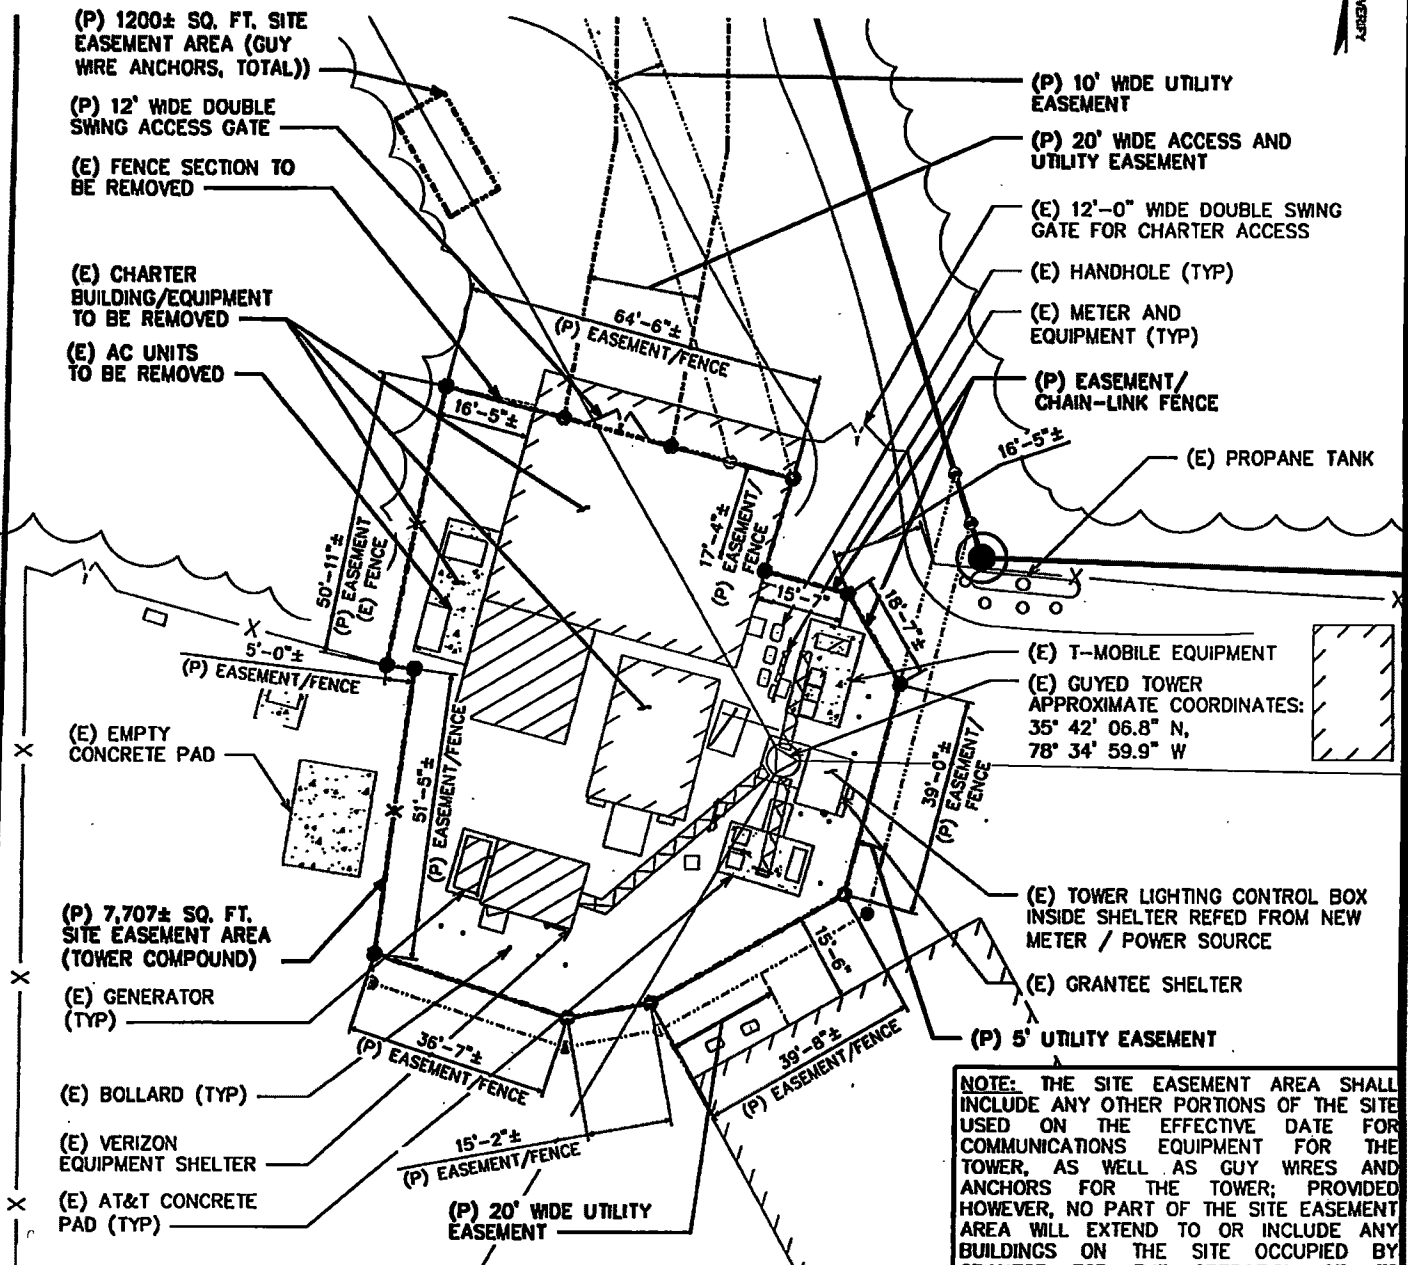 (P) 1200± SQ. FT. SITE
EASEMENT AREA (GUY
WIRE ANCHORS, TOTAL))
(P) 12' WIDE DOUBLE
SWING ACCESS GATE
(E) FENCE SECTION TO
BE REMOVED
(E) CHARTER
BUILDING/EQUIPMENT
TO BE REMOVED
(E) AC UNITS
TO BE REMOVED
VERIFY
(P) 10' WIDE UTILITY
EASEMENT
(P) 20' WIDE ACCESS AND
UTILITY EASEMENT
(E) 12'-0" WIDE DOUBLE SWING
GATE FOR CHARTER ACCESS
(E) HANDHOLE (TYP)
(E) METER AND
EQUIPMENT (TYP)
(P) EASEMENT/
CHAIN-LINK FENCE
(E) PROPANE TANK
64'-6"±
(P) EASEMENT/FENCE
16'-5"±
16'-5"±
17'-4"±
(P) EASEMENT/
FENCE
50'-11"±
(P) EASEMENT
(E) FENCE
15'-7"
18'-7"±
5'-0"±
(P) EASEMENT/FENCE
(E) T-MOBILE EQUIPMENT
(E) GUYED TOWER
APPROXIMATE COORDINATES:
35° 42' 06.8" N,
78° 34' 59.9" W
(E) EMPTY
CONCRETE PAD
51'-5"±
(P) EASEMENT/FENCE
39'-0"±
(P) EASEMENT/
FENCE
(P) 7,707± SQ. FT.
SITE EASEMENT AREA
(TOWER COMPOUND)
(E) GENERATOR
(TYP)
(E) BOLLARD (TYP)
(E) VERIZON
EQUIPMENT SHELTER
(E) AT&T CONCRETE
PAD (TYP)
(E) TOWER LIGHTING CONTROL BOX
INSIDE SHELTER REFED FROM NEW
METER / POWER SOURCE
(E) GRANTEE SHELTER
(P) 5' UTILITY EASEMENT
15'-6"
36'-7"±
(P) EASEMENT/FENCE
39'-8"±
(P) EASEMENT/FENCE
15'-2"±
(P) EASEMENT/FENCE
(P) 20' WIDE UTILITY
EASEMENT
NOTE: THE SITE EASEMENT AREA SHALL
INCLUDE ANY OTHER PORTIONS OF THE SITE
USED ON THE EFFECTIVE DATE FOR
COMMUNICATIONS EQUIPMENT FOR THE
TOWER, AS WELL AS GUY WIRES AND
ANCHORS FOR THE TOWER; PROVIDED
HOWEVER, NO PART OF THE SITE EASEMENT
AREA WILL EXTEND TO OR INCLUDE ANY
BUILDINGS ON THE SITE OCCUPIED BY